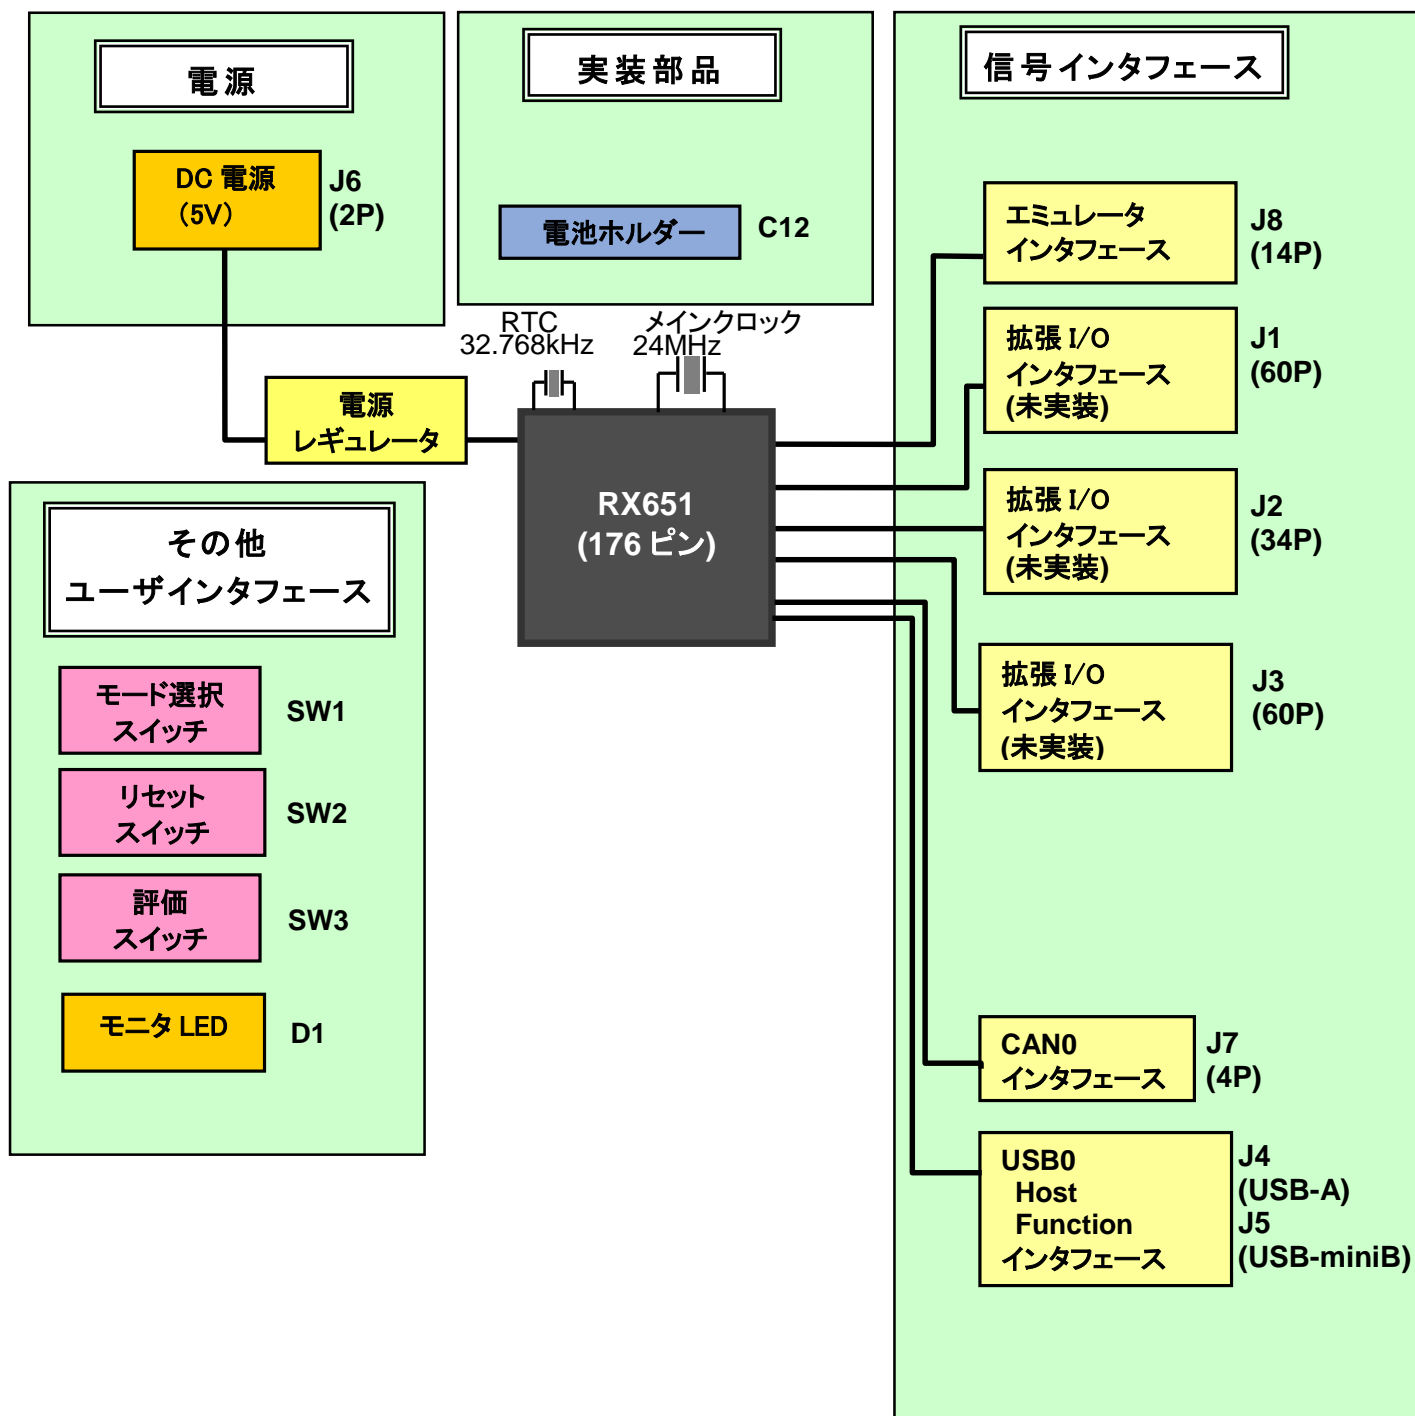 電源
DC 電源
(5V)
J6
(2P)
実装部品
電池ホルダー
C12
信号インタフェース
エミュレータ
インタフェース
J8
(14P)
拡張 I/O
インタフェース
(未実装)
J1
(60P)
拡張 I/O
インタフェース
(未実装)
J2
(34P)
拡張 I/O
インタフェース
(未実装)
J3
(60P)
CAN0
インタフェース
J7
(4P)
USB0
Host
Function
インタフェース
J4
(USB-A)
J5
(USB-miniB)
RTC
32.768kHz
メインクロック
24MHz
電源
レギュレータ
RX651
(176 ピン)
その他
ユーザインタフェース
モード選択
スイッチ
SW1
リセット
スイッチ
SW2
評価
スイッチ
SW3
モニタ LED
D1